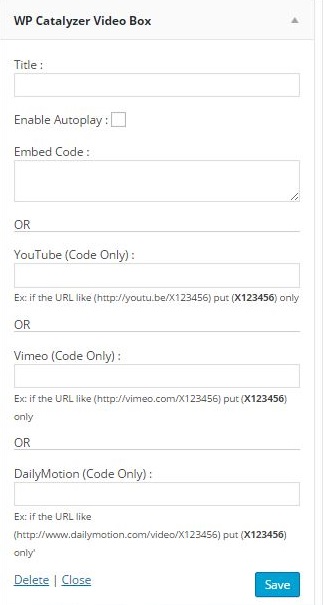 WP Catalyzer Video Box
Title :
Enable Autoplay :
Embed Code :
OR
YouTube (Code Only) :
Ex: if the URL like (http://youtu.be/X123456) put (X123456) only
OR
Vimeo (Code Only) :
Ex: if the URL like (http://vimeo.com/X123456) put (X123456)
only
OR
DailyMotion (Code Only) :
Ex: if the URL like
(http://www.dailymotion.com/video/X123456) put (X123456)
only'
Delete | Close
Save